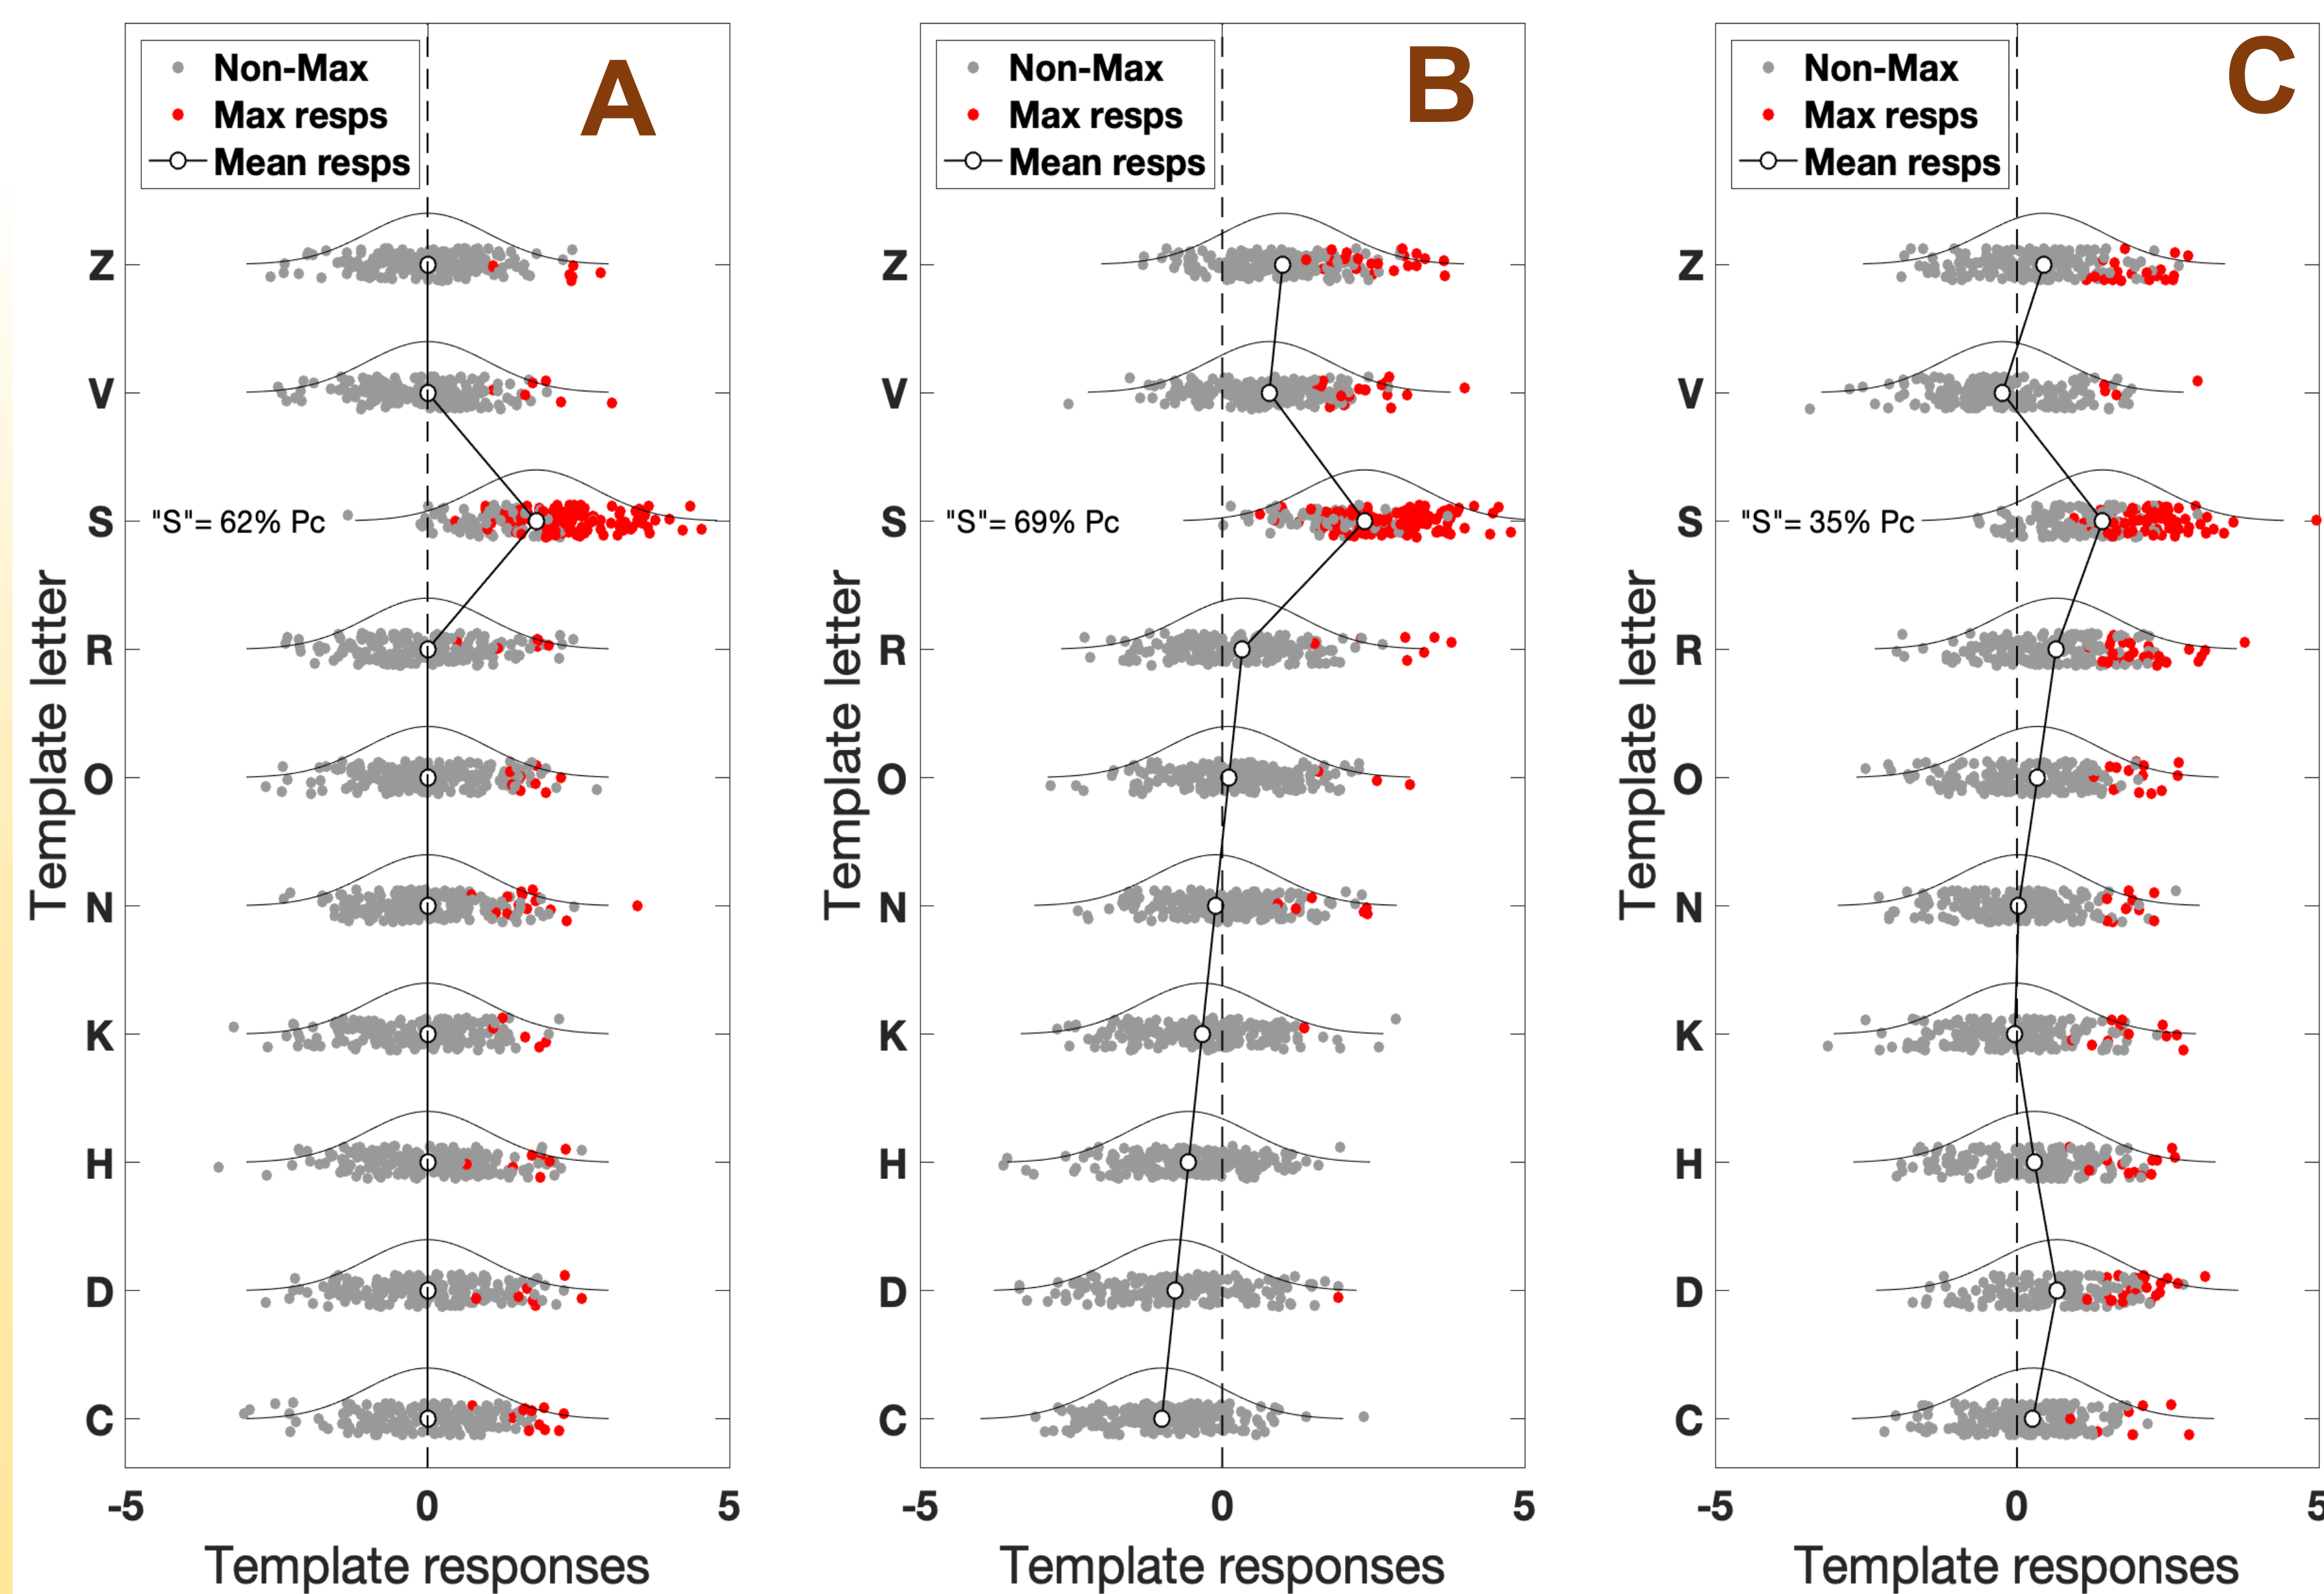 A
Non-Max
Max resps
Mean resps
Z
V
S
"S"= 62% Pc
R
O
N
K
H
D
C
Template letter
-5
0
5
Template responses
B
Non-Max
Max resps
Mean resps
Z
V
S
"S"= 69% Pc
R
O
N
K
H
D
C
Template letter
-5
0
5
Template responses
C
Non-Max
Max resps
Mean resps
Z
V
S
"S"= 35% Pc
R
O
N
K
H
D
C
Template letter
-5
0
5
Template responses